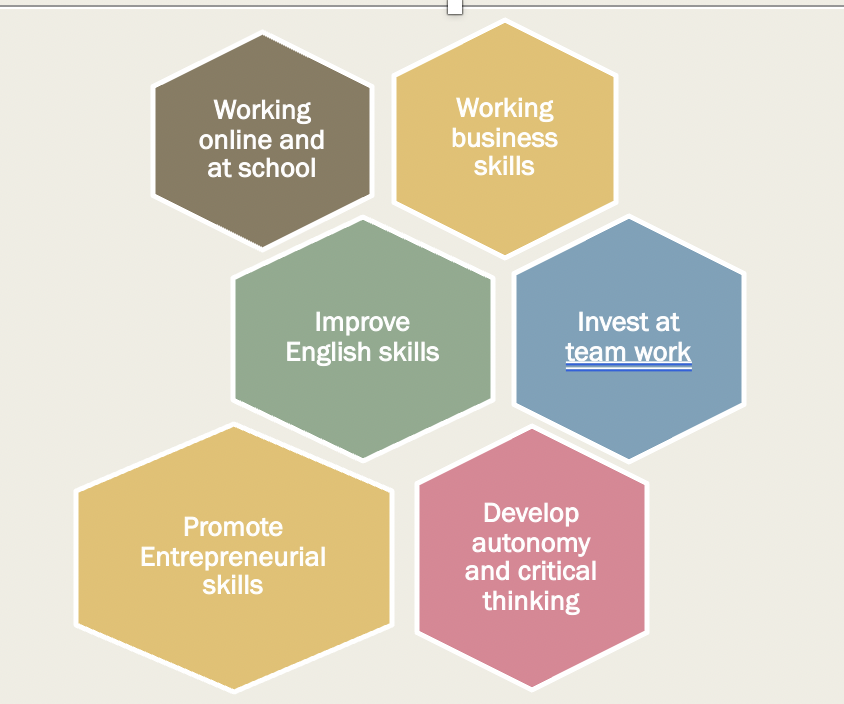 Working
online and
at school
Working
business
skills
Improve
English skills
Invest at
team work
Promote
Entrepreneurial
skills
Develop
autonomy
and critical
thinking